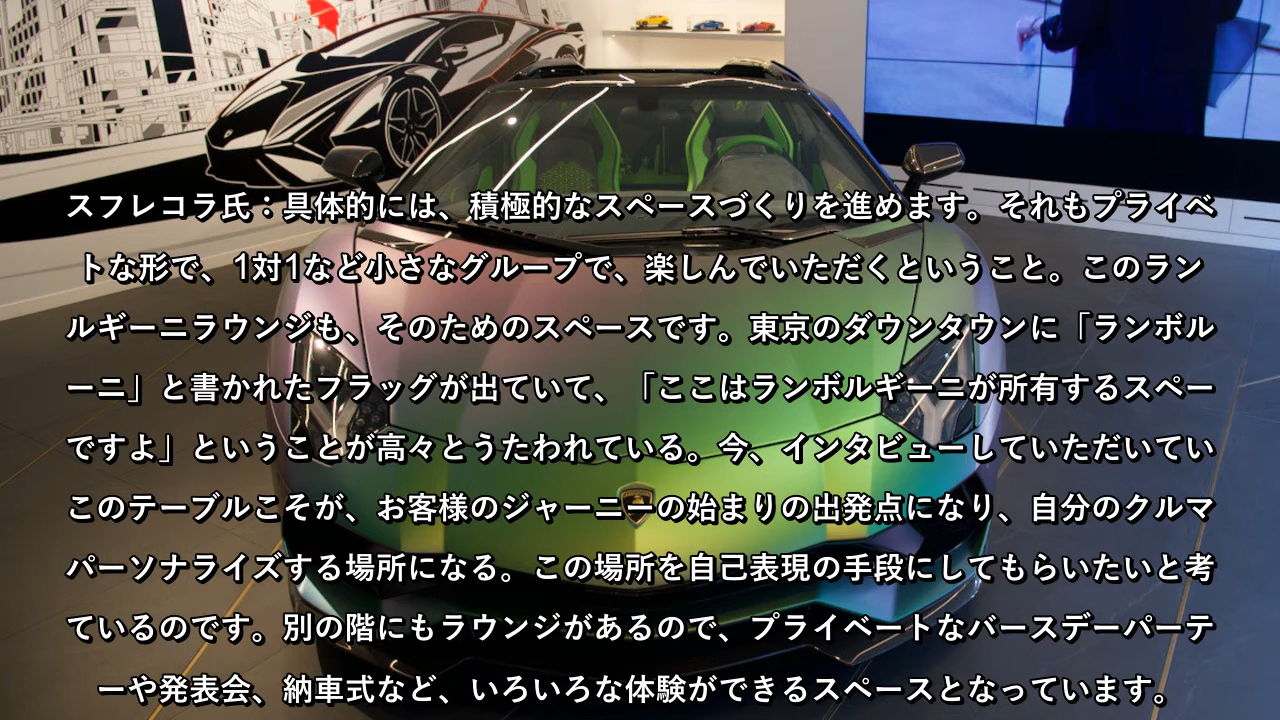 スフレコラ氏：具体的には、積極的なスペースづくりを進めます。それもプライベ
トな形で、1対1など小さなグループで、楽しんでいただくということ。このラン
ルギーニラウンジも、そのためのスペースです。東京のダウンタウンに「ランボル
ーニ」と書かれたフラッグが出ていて、「ここはランボルギーニが所有するスペー
ですよ」ということが高々とうたわれている。今、インタビューしていただいてい
このテーブルこそが、お客様のジャーニーの始まりの出発点になり、自分のクルマ
パーソナライズする場所になる。この場所を自己表現の手段にしてもらいたいと考
ているのです。別の階にもラウンジがあるので、プライベートなバースデーパーテ
ーや発表会、納車式など、いろいろな体験ができるスペースとなっています。